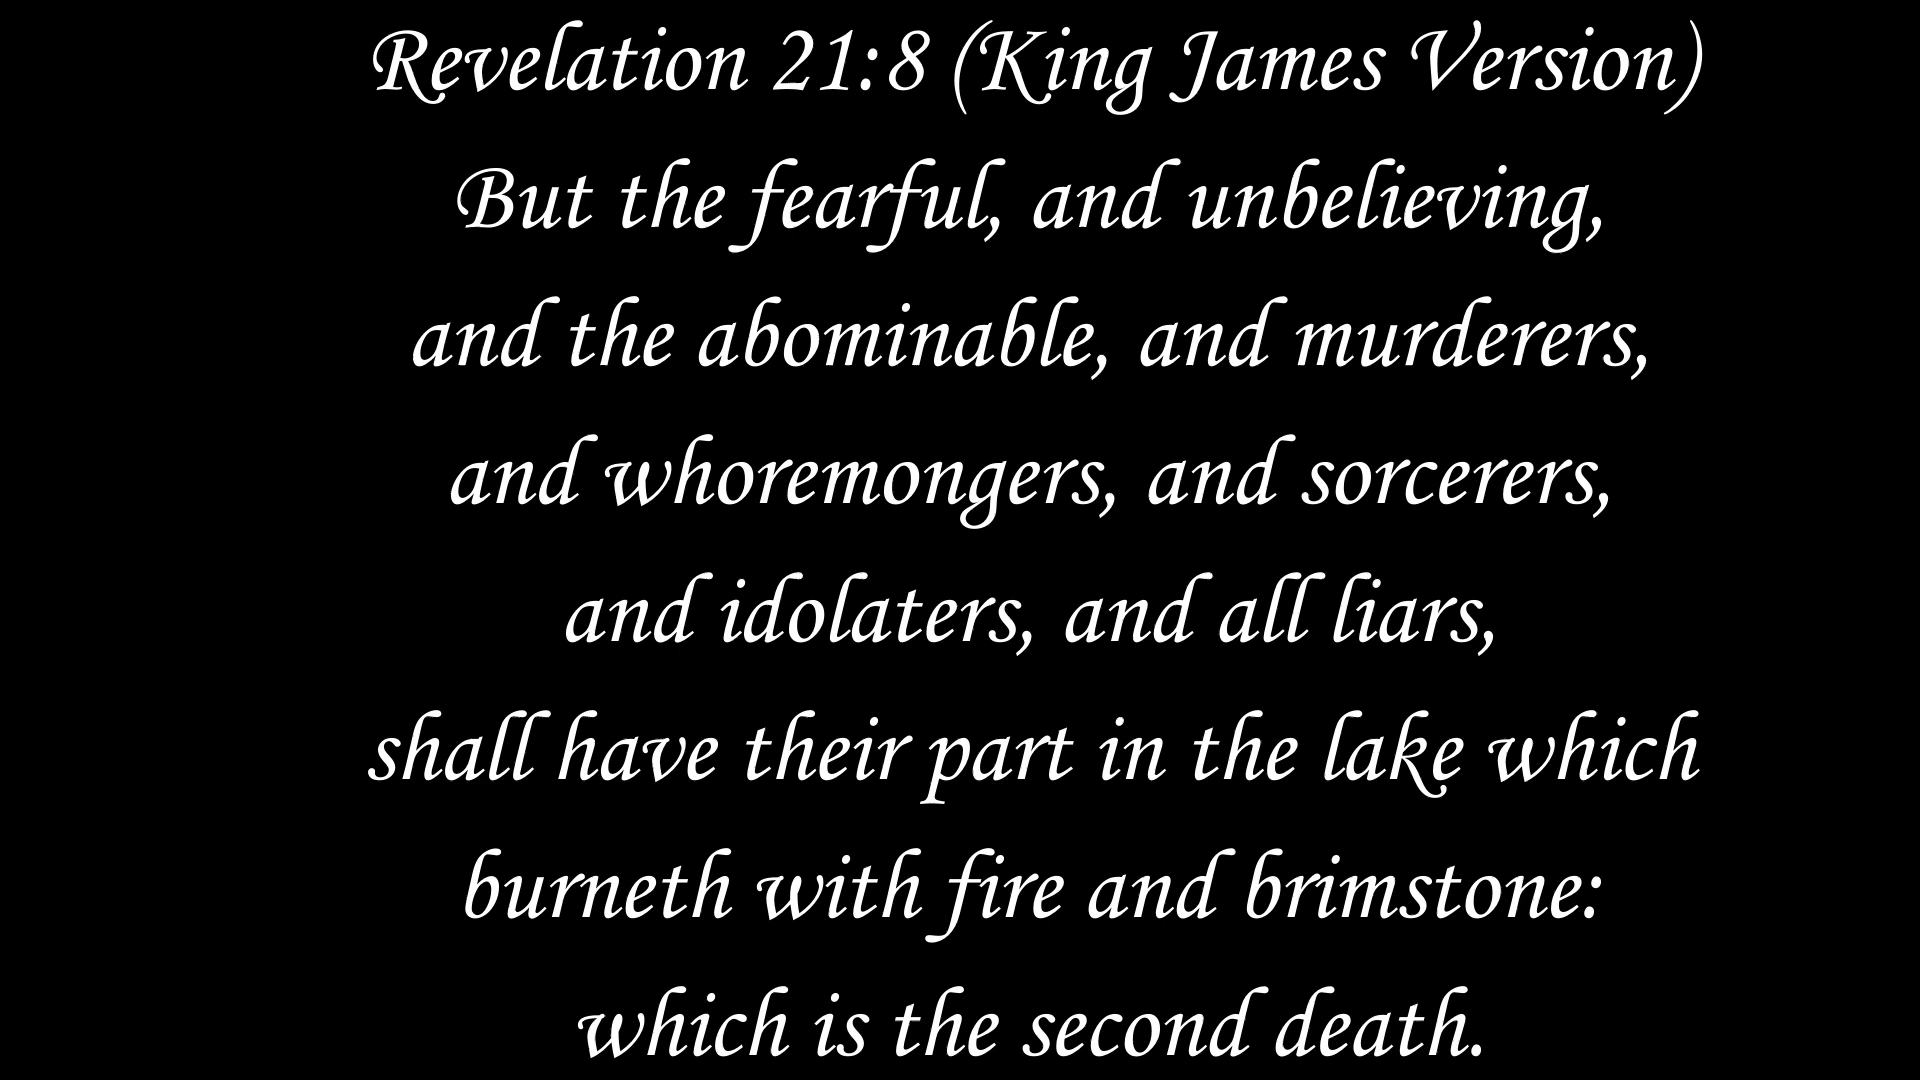 Revelation 21:8 (King James Version)
But the fearful, and unbelieving,
and the abominable, and murderers,
and whoremongers, and sorcerers,
and idolaters, and all liars,
shall have their part in the lake which
burneth with fire and brimstone:
which is the second death.